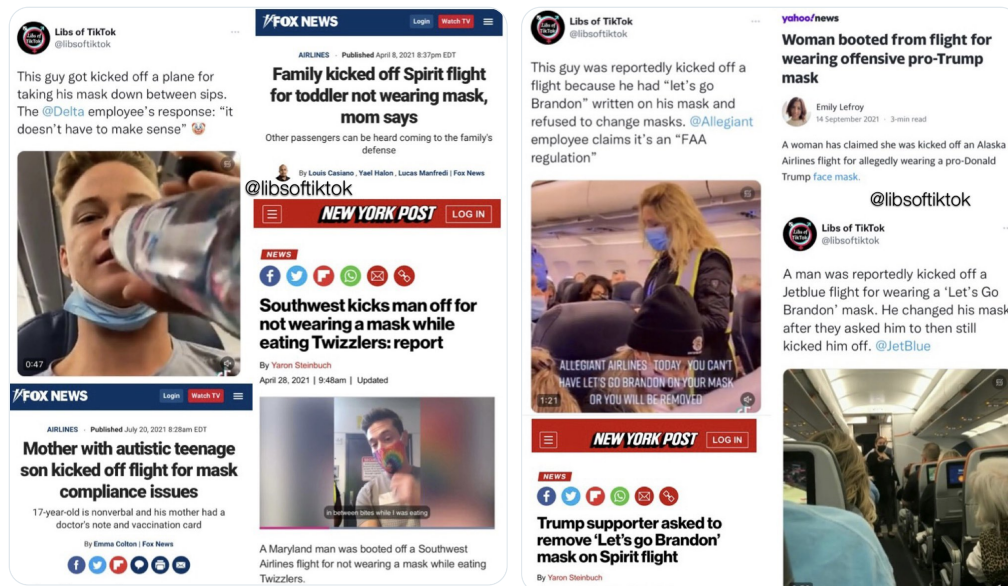 Libs of TikTok
@libsoftiktok
This guy got kicked off a plane for
taking his mask down between sips.
The @Delta employee's response: “it
doesn't have to make sense” 🤡
0:47
FOX NEWS
Login
Watch TV
AIRLINES · Published July 20, 2021 8:28am EDT
Mother with autistic teenage
son kicked off flight for mask
compliance issues
17-year-old is nonverbal and his mother had a
doctor's note and vaccination card
By Emma Colton | Fox News
FOX NEWS
Login
Watch TV
AIRLINES · Published April 8, 2021 8:37pm EDT
Family kicked off Spirit flight
for toddler not wearing mask,
mom says
Other passengers can be heard coming to the family's
defense
By Louis Casiano, Yael Halon, Lucas Manfredi | Fox News
@libsoftiktok
NEW YORK POST
LOG IN
NEWS
Southwest kicks man off for
not wearing a mask while
eating Twizzlers: report
By Yaron Steinbuch
April 28, 2021 | 9:48am | Updated
in between bites while I was eating
A Maryland man was booted off a Southwest
Airlines flight for not wearing a mask while eating
Twizzlers.
Libs of TikTok
@libsoftiktok
This guy was reportedly kicked off a
flight because he had “let's go
Brandon” written on his mask and
refused to change masks. @Allegiant
employee claims it's an “FAA
regulation”
ALLEGIANT AIRLINES TODAY, YOU CAN'T
HAVE LET'S GO BRANDON ON YOUR MASK
OR YOU WILL BE REMOVED
1:21
NEW YORK POST
LOG IN
NEWS
Trump supporter asked to
remove ‘Let's go Brandon’
mask on Spirit flight
By Yaron Steinbuch
yahoo!news
Woman booted from flight for
wearing offensive pro-Trump
mask
Emily Lefroy
14 September 2021 · 3-min read
A woman has claimed she was kicked off an Alaska
Airlines flight for allegedly wearing a pro-Donald
Trump face mask.
@libsoftiktok
Libs of TikTok
@libsoftiktok
A man was reportedly kicked off a
Jetblue flight for wearing a ‘Let's Go
Brandon’ mask. He changed his mask
after they asked him to then still
kicked him off. @JetBlue